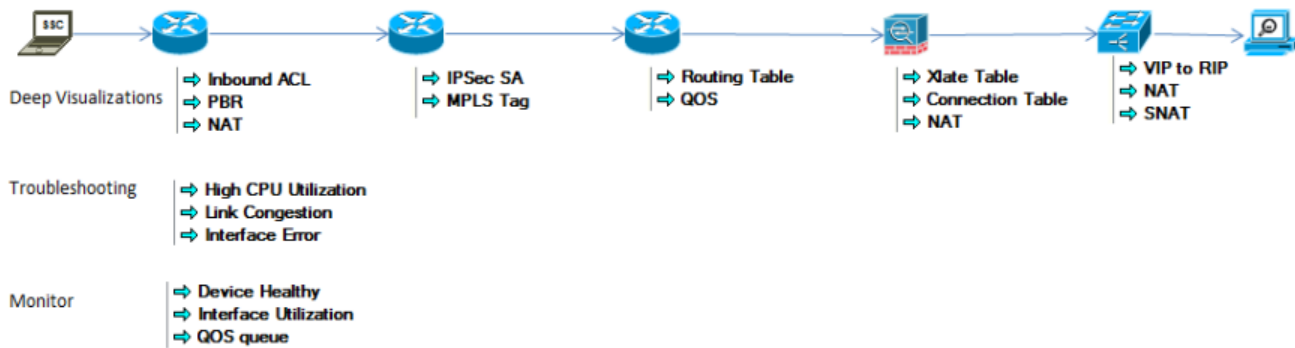 SSC
Deep Visualizations
Inbound ACL
PBR
NAT
IPSec SA
MPLS Tag
Routing Table
QOS
Xlate Table
Connection Table
NAT
VIP to RIP
NAT
SNAT
Troubleshooting
High CPU Utilization
Link Congestion
Interface Error
Monitor
Device Healthy
Interface Utilization
QOS queue